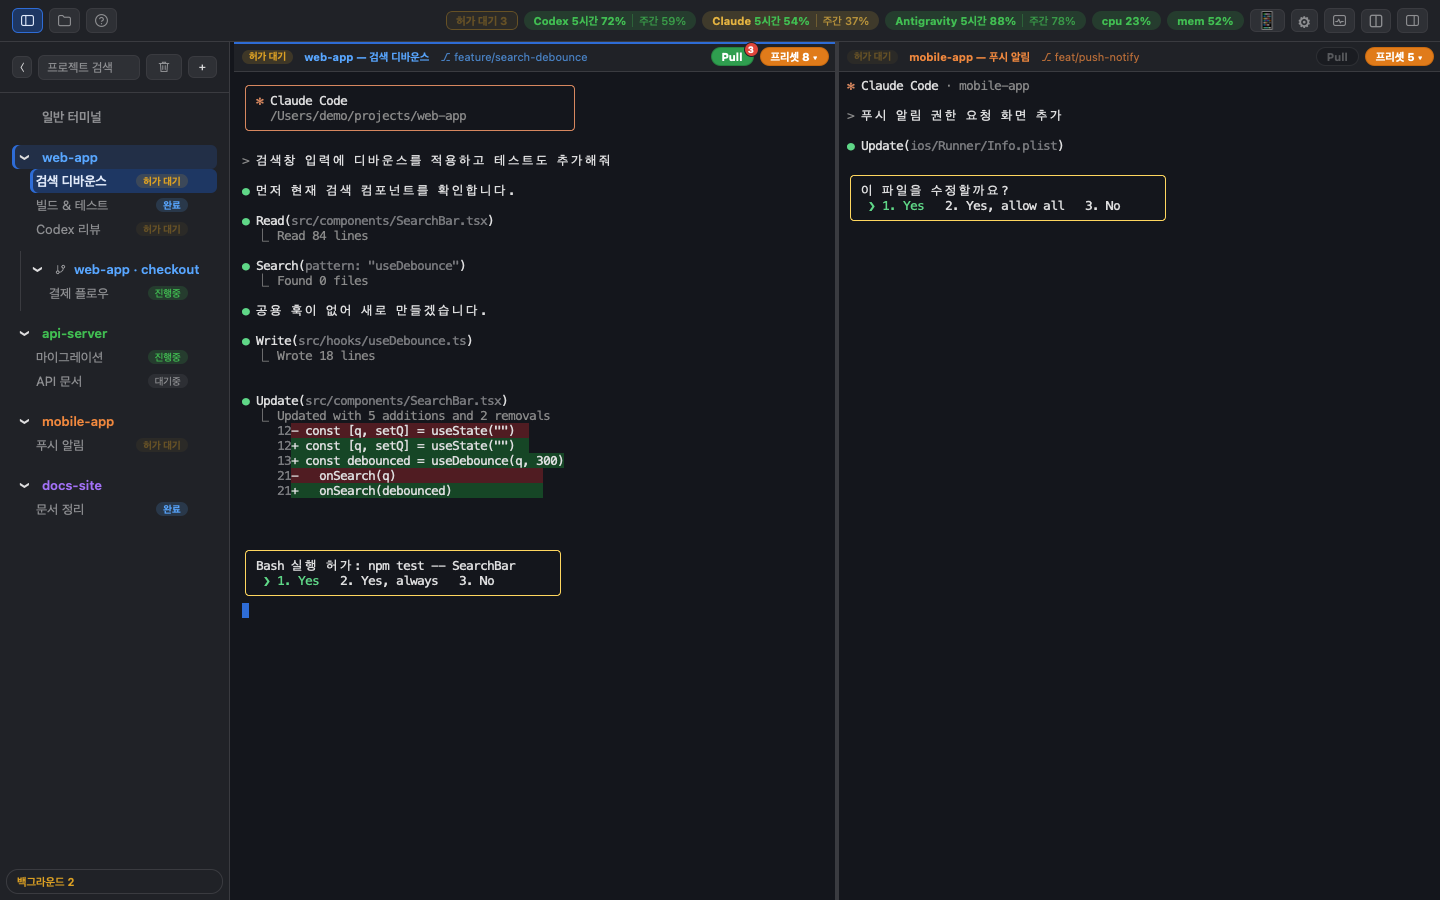 허가 대기 3
Codex 5시간 72% 주간 59%
Claude 5시간 54% 주간 37%
Antigravity 5시간 88% 주간 78%
cpu 23%
mem 52%
프로젝트 검색
+
일반 터미널
web-app
검색 디바운스 허가 대기
빌드 & 테스트 완료
Codex 리뷰 허가 대기
web-app · checkout
결제 플로우 진행중
api-server
마이그레이션 진행중
API 문서 대기중
mobile-app
푸시 알림 허가 대기
docs-site
문서 정리 완료
백그라운드 2
허가 대기 web-app — 검색 디바운스 feature/search-debounce Pull 3 프리셋 8 ▾
✻ Claude Code
/Users/demo/projects/web-app
> 검색창 입력에 디바운스를 적용하고 테스트도 추가해줘
● 먼저 현재 검색 컴포넌트를 확인합니다.
● Read(src/components/SearchBar.tsx)
⎿ Read 84 lines
● Search(pattern: "useDebounce")
⎿ Found 0 files
● 공용 훅이 없어 새로 만들겠습니다.
● Write(src/hooks/useDebounce.ts)
⎿ Wrote 18 lines
● Update(src/components/SearchBar.tsx)
⎿ Updated with 5 additions and 2 removals
12- const [q, setQ] = useState("")
12+ const [q, setQ] = useState("")
13+ const debounced = useDebounce(q, 300)
21-   onSearch(q)
21+   onSearch(debounced)
Bash 실행 허가: npm test -- SearchBar
❯ 1. Yes   2. Yes, always   3. No
허가 대기 mobile-app — 푸시 알림 feat/push-notify Pull 프리셋 5 ▾
✻ Claude Code · mobile-app
> 푸시 알림 권한 요청 화면 추가
● Update(ios/Runner/Info.plist)
이 파일을 수정할까요?
❯ 1. Yes   2. Yes, allow all   3. No